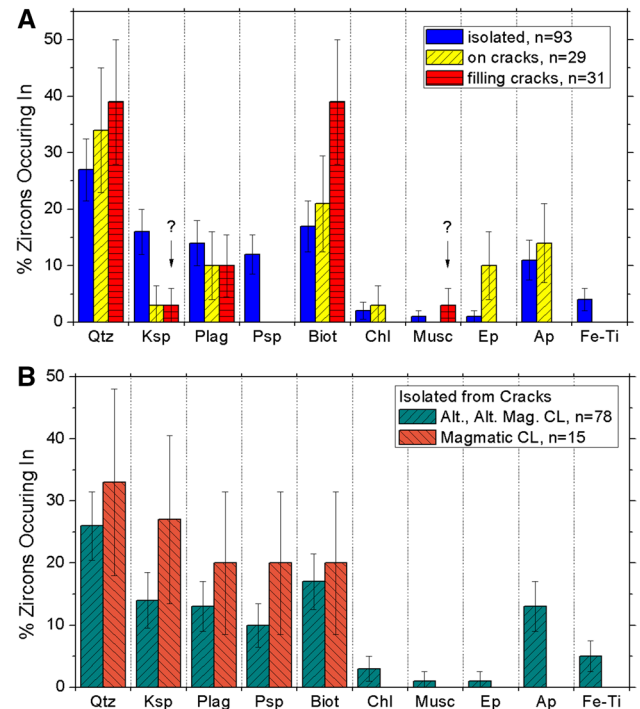 A
isolated, n=93
on cracks, n=29
filling cracks, n=31
% Zircons Occuring In
50
40
30
20
10
0
?
?
Qtz Ksp Plag Psp Biot Chl Musc Ep Ap Fe-Ti
B
Isolated from Cracks
Alt., Alt. Mag. CL, n=78
Magmatic CL, n=15
% Zircons Occuring In
50
40
30
20
10
0
Qtz Ksp Plag Psp Biot Chl Musc Ep Ap Fe-Ti